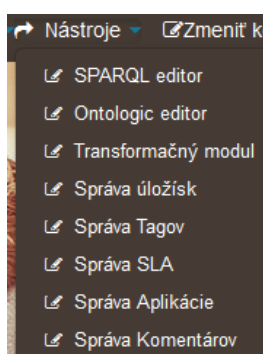 Nástroje Zmeniť
SPARQL editor
Ontologic editor
Transformačný modul
Správa úložísk
Správa Tagov
Správa SLA
Správa Aplikácie
Správa Komentárov